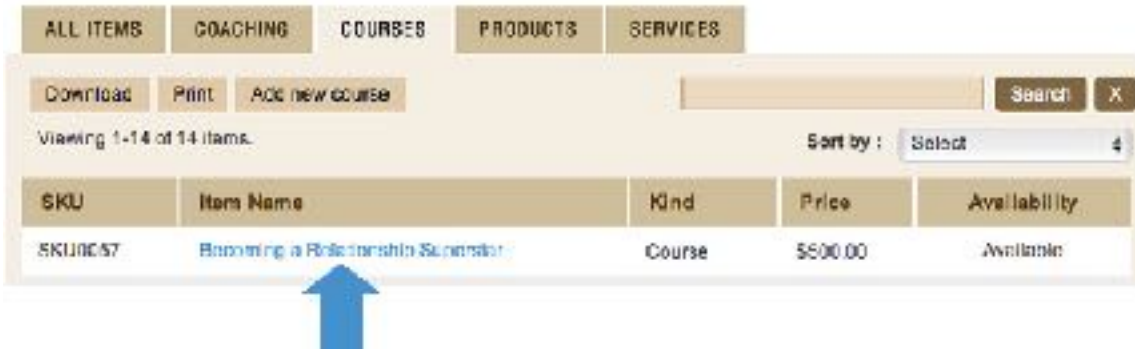 ALL ITEMS COACHING COURSES PRODUCTS SERVICES
Download Print Add new course Search X
Viewing 1-14 of 14 items. Sort by : Select
SKU Item Name Kind Price Availability
Becoming a Relationship Superstar Course $500.00 Available